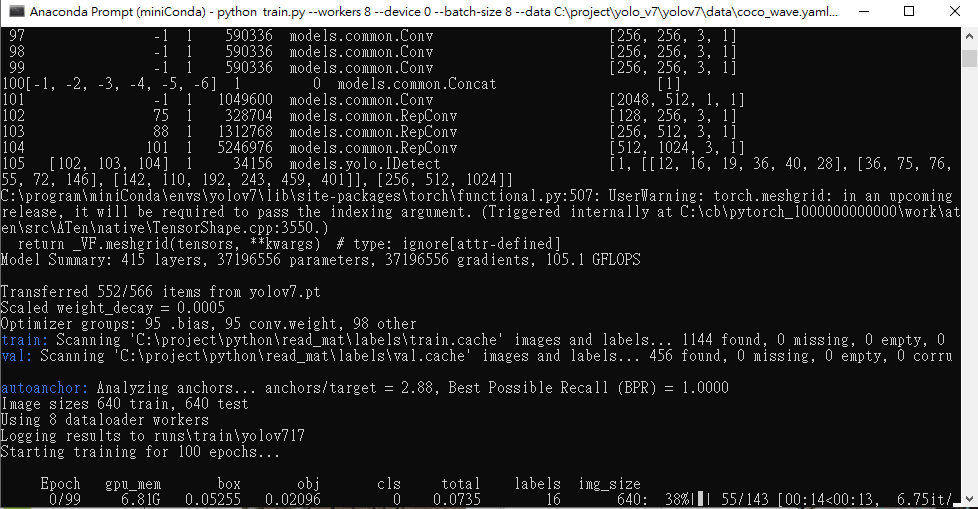 Anaconda Prompt (miniConda) - python train.py --workers 8 --device 0 --batch-size 8 --data C:\project\yolo_v7\yolov7\data\coco_wave.yaml...
97 -1 1 590336 models.common.Conv [256, 256, 3, 1]
98 -1 1 590336 models.common.Conv [256, 256, 3, 1]
99 -1 1 590336 models.common.Conv [256, 256, 3, 1]
100[-1, -2, -3, -4, -5, -6] 1 0 models.common.Concat [1]
101 -1 1 1049600 models.common.Conv [2048, 512, 1, 1]
102 75 1 328704 models.common.RepConv [128, 256, 3, 1]
103 88 1 1312768 models.common.RepConv [256, 512, 3, 1]
104 101 1 5246976 models.common.RepConv [512, 1024, 3, 1]
105 [102, 103, 104] 1 34156 models.yolo.IDetect [1, [[12, 16, 19, 36, 40, 28], [36, 75, 76,
55, 72, 146], [142, 110, 192, 243, 459, 401]], [256, 512, 1024]]
C:\program\miniConda\envs\yolov7\lib\site-packages\torch\functional.py:507: UserWarning: torch.meshgrid: in an upcoming
release, it will be required to pass the indexing argument. (Triggered internally at C:\cb\pytorch_1000000000000\work\at
en\src\ATen\native\TensorShape.cpp:3550.)
return _VF.meshgrid(tensors, **kwargs) # type: ignore[attr-defined]
Model Summary: 415 layers, 37196556 parameters, 37196556 gradients, 105.1 GFLOPS
Transferred 552/566 items from yolov7.pt
Scaled weight_decay = 0.0005
Optimizer groups: 95 .bias, 95 conv.weight, 98 other
train: Scanning 'C:\project\python\read_mat\labels\train.cache' images and labels... 1144 found, 0 missing, 0 empty, 0
val: Scanning 'C:\project\python\read_mat\labels\val.cache' images and labels... 456 found, 0 missing, 0 empty, 0 corru
autoanchor: Analyzing anchors... anchors/target = 2.88, Best Possible Recall (BPR) = 1.0000
Image sizes 640 train, 640 test
Using 8 dataloader workers
Logging results to runs\train\yolov717
Starting training for 100 epochs...
Epoch gpu_mem box obj cls total labels img_size
0/99 6.81G 0.05255 0.02096 0 0.0735 16 640: 38%|█| 55/143 [00:14<00:13, 6.75it/